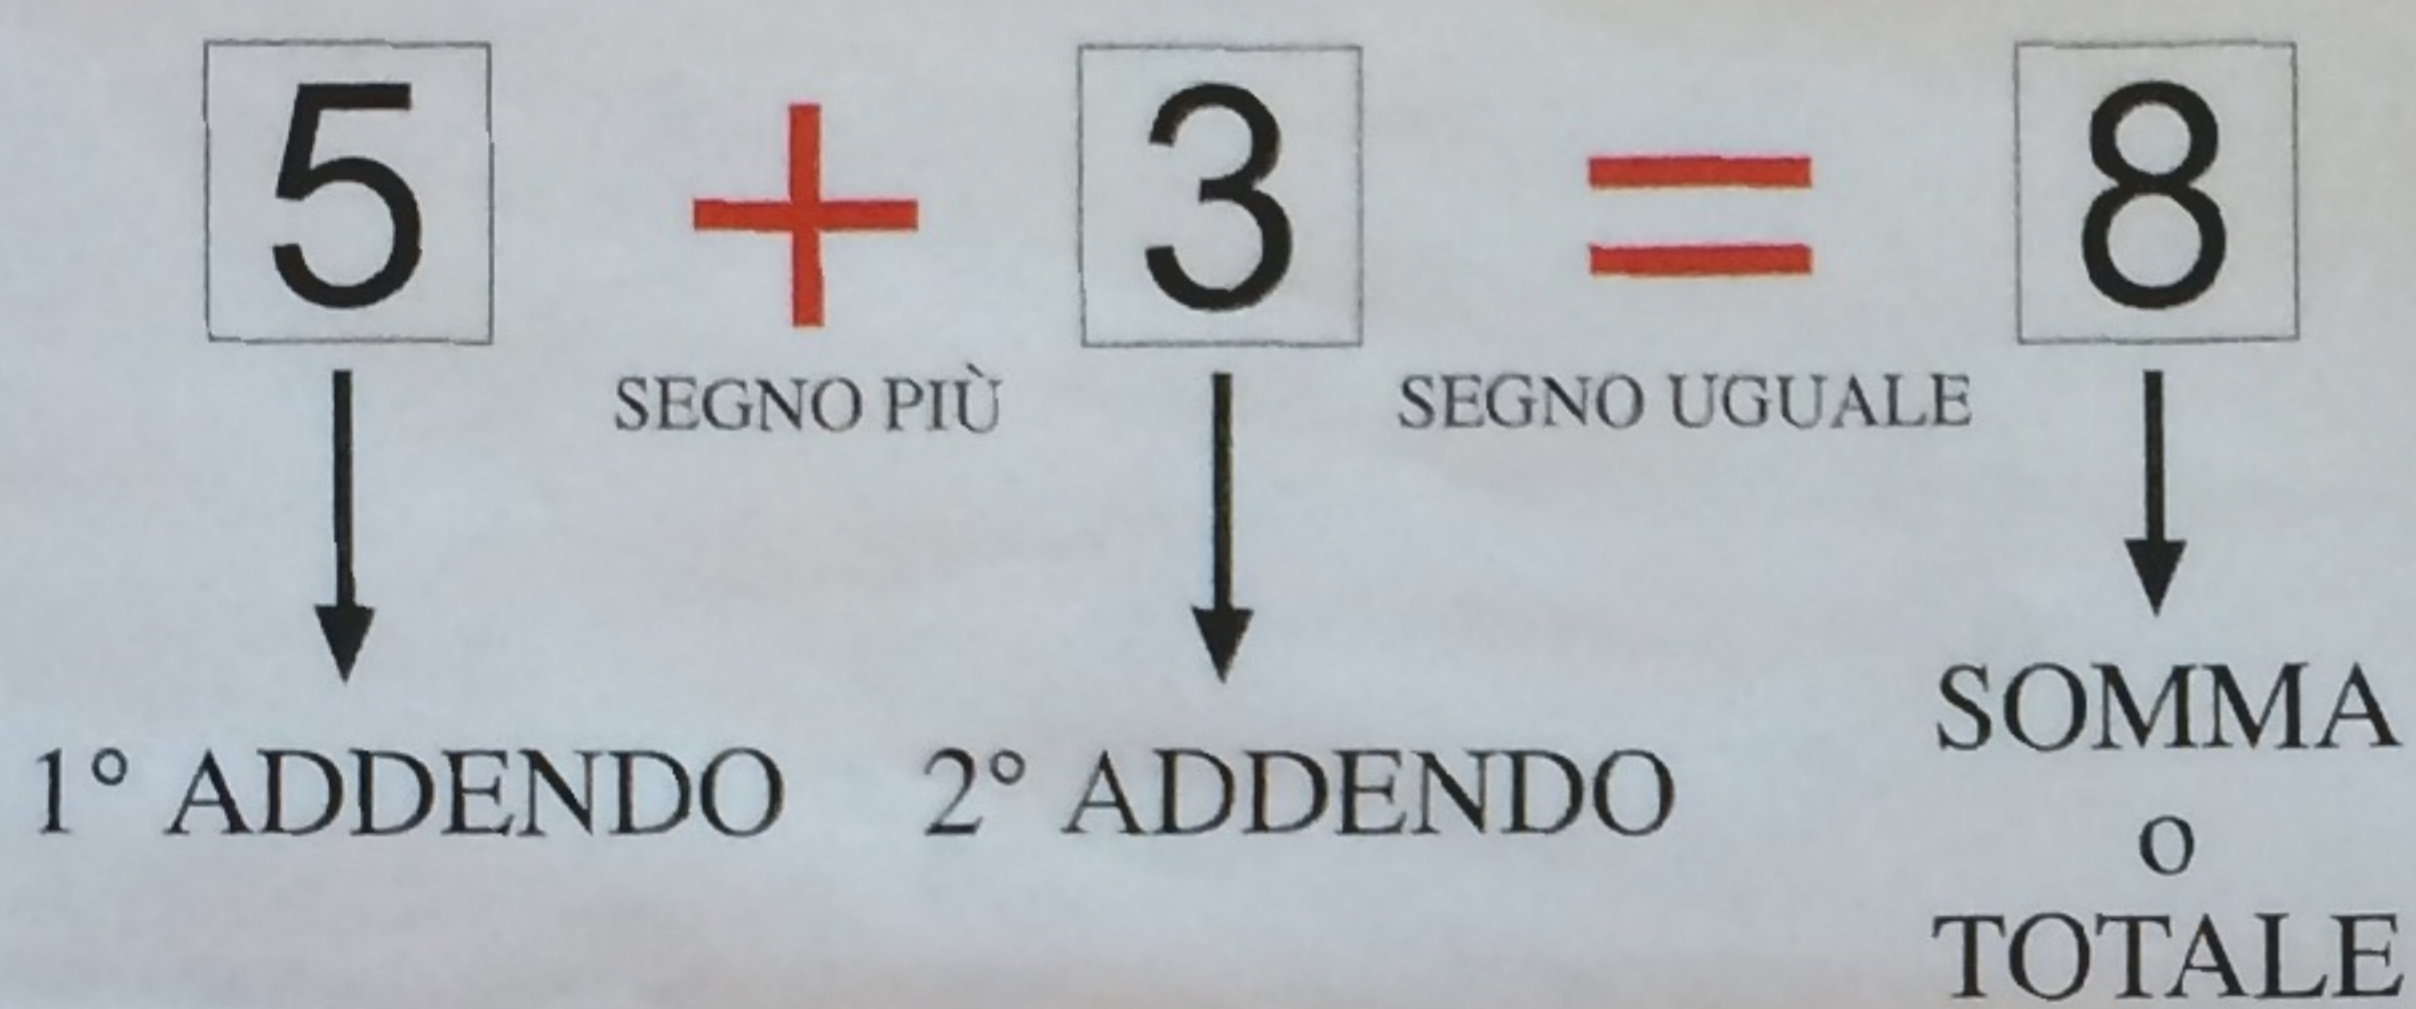 5 + 3 = 8
SEGNO PIÙ SEGNO UGUALE
1° ADDENDO 2° ADDENDO
SOMMA
o
TOTALE